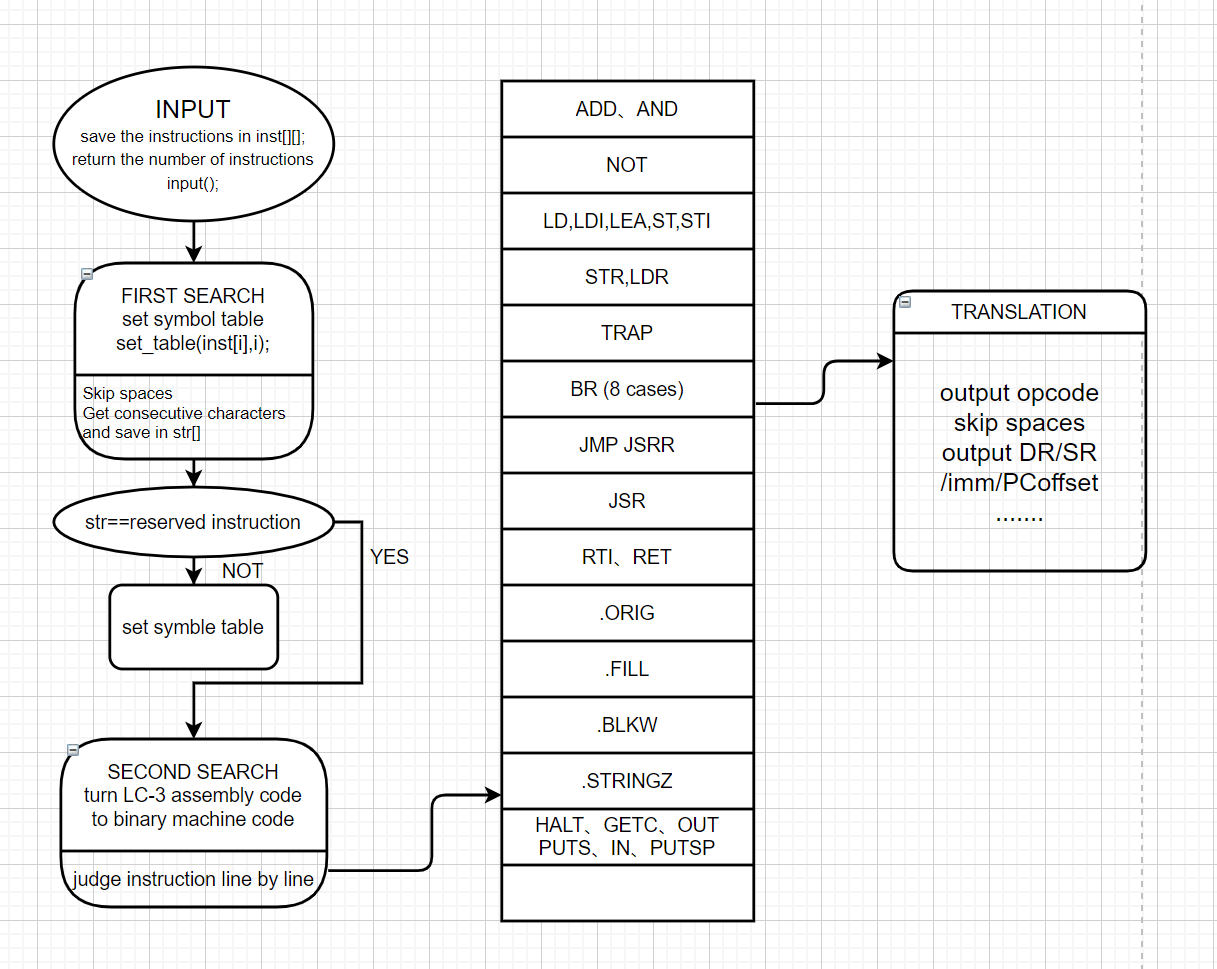 INPUT
save the instructions in inst[][];
return the number of instructions
input();
FIRST SEARCH
set symbol table
set_table(inst[i],i);
Skip spaces
Get consecutive characters
and save in str[]
str==reserved instruction
YES
NOT
set symble table
SECOND SEARCH
turn LC-3 assembly code
to binary machine code
judge instruction line by line
ADD、AND
NOT
LD,LDI,LEA,ST,STI
STR,LDR
TRAP
BR (8 cases)
JMP JSRR
JSR
RTI、RET
.ORIG
.FILL
.BLKW
.STRINGZ
HALT、GETC、OUT
PUTS、IN、PUTSP
TRANSLATION
output opcode
skip spaces
output DR/SR
/imm/PCoffset
.......